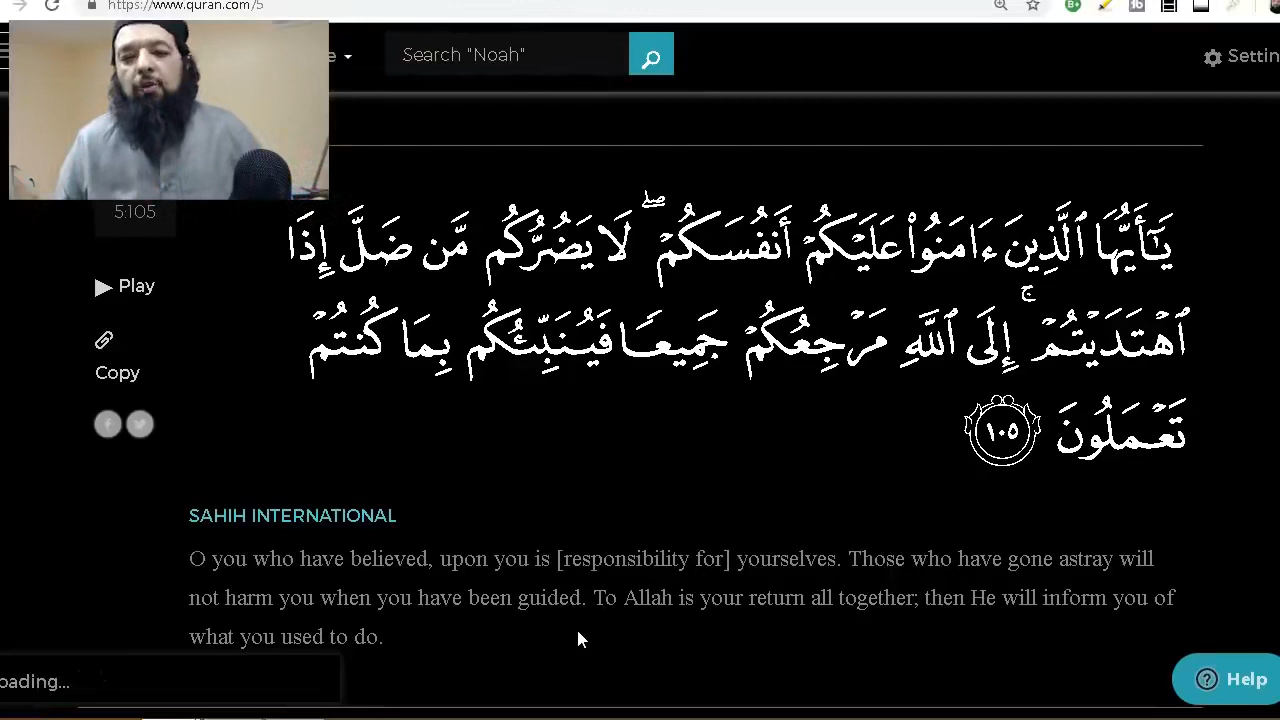 https://www.quran.com/5
e
Search "Noah"
Settin
5:105
Play
Copy
يَـٰٓأَيُّهَا ٱلَّذِينَ ءَامَنُوا۟ عَلَيْكُمْ أَنفُسَكُمْ ۖ لَا يَضُرُّكُم مَّن ضَلَّ إِذَا
ٱهْتَدَيْتُمْ ۚ إِلَى ٱللَّهِ مَرْجِعُكُمْ جَمِيعًا فَيُنَبِّئُكُم بِمَا كُنتُمْ
تَعْمَلُونَ ١٠٥
SAHIH INTERNATIONAL
O you who have believed, upon you is [responsibility for] yourselves. Those who have gone astray will
not harm you when you have been guided. To Allah is your return all together; then He will inform you of
what you used to do.
oading...
Help